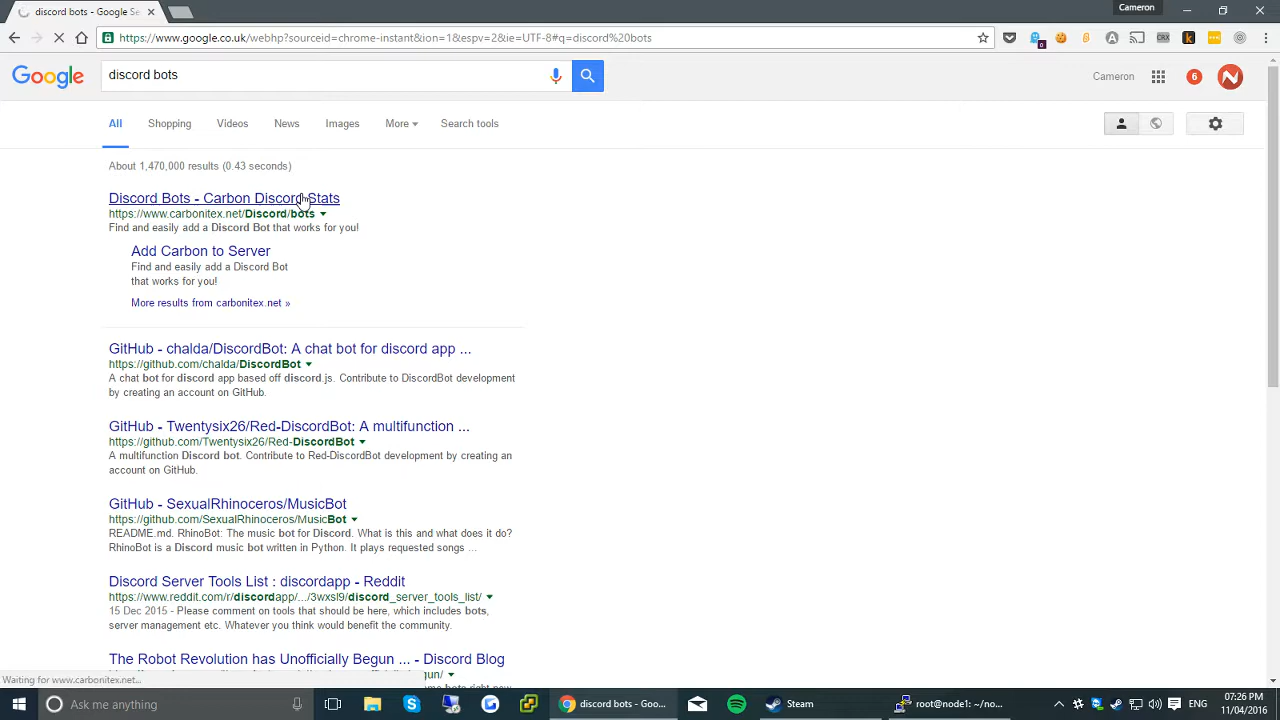 discord bots - Google Se
Cameron
https://www.google.co.uk/webhp?sourceid=chrome-instant&ion=1&espv=2&ie=UTF-8#q=discord%20bots
Google
discord bots
Cameron
6
All
Shopping
Videos
News
Images
More
Search tools
About 1,470,000 results (0.43 seconds)
Discord Bots - Carbon Discord Stats
https://www.carbonitex.net/Discord/bots
Find and easily add a Discord Bot that works for you!
Add Carbon to Server
Find and easily add a Discord Bot
that works for you!
More results from carbonitex.net »
GitHub - chalda/DiscordBot: A chat bot for discord app ...
https://github.com/chalda/DiscordBot
A chat bot for discord app based off discord.js. Contribute to DiscordBot development
by creating an account on GitHub.
GitHub - Twentysix26/Red-DiscordBot: A multifunction ...
https://github.com/Twentysix26/Red-DiscordBot
A multifunction Discord bot. Contribute to Red-DiscordBot development by creating an
account on GitHub.
GitHub - SexualRhinoceros/MusicBot
https://github.com/SexualRhinoceros/MusicBot
README.md. RhinoBot: The music bot for Discord. What is this and what does it do?
RhinoBot is a Discord music bot written in Python. It plays requested songs ...
Discord Server Tools List : discordapp - Reddit
https://www.reddit.com/r/discordapp/.../3wxsl9/discord_server_tools_list/
15 Dec 2015 - Please comment on tools that should be here, which includes bots,
server management etc. Whatever you think would benefit the community.
The Robot Revolution has Unofficially Begun ... - Discord Blog
gun/
Waiting for www.carbonitex.net...
Ask me anything
discord bots - Goo...
Steam
root@node1: ~/no...
ENG
07:26 PM
11/04/2016